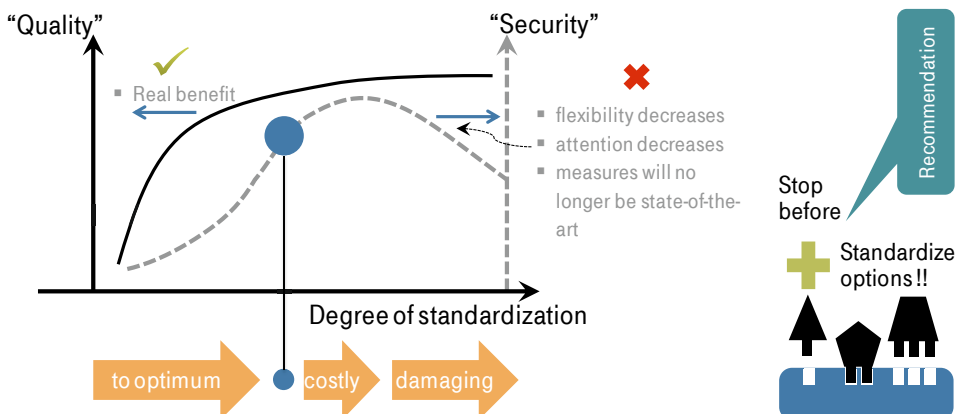 “Quality”
“Security”
Real benefit
flexibility decreases
attention decreases
measures will no
longer be state-of-the-
art
Degree of standardization
to optimum
costly
damaging
Recommendation
Stop
before
Standardize
options!!